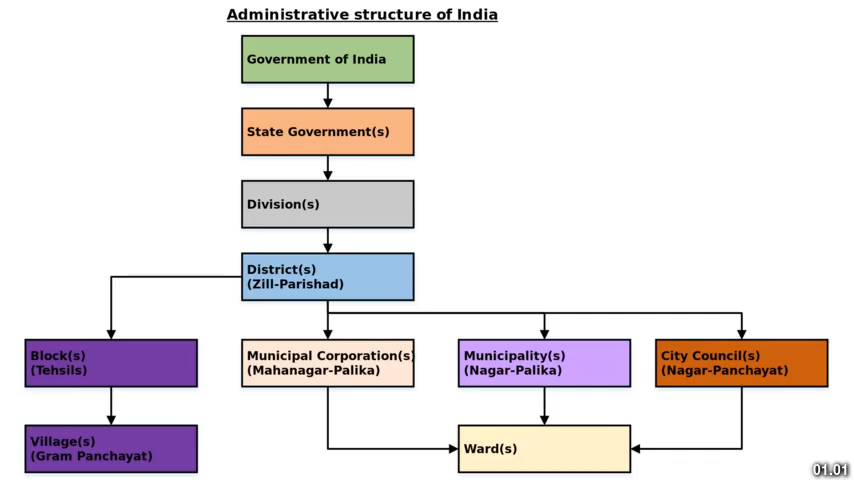 Administrative structure of India
Government of India
State Government(s)
Division(s)
District(s)
(Zill-Parishad)
Block(s)
(Tehsils)
Municipal Corporation(s)
(Mahanagar-Palika)
Municipality(s)
(Nagar-Palika)
City Council(s)
(Nagar-Panchayat)
Village(s)
(Gram Panchayat)
Ward(s)
01.01